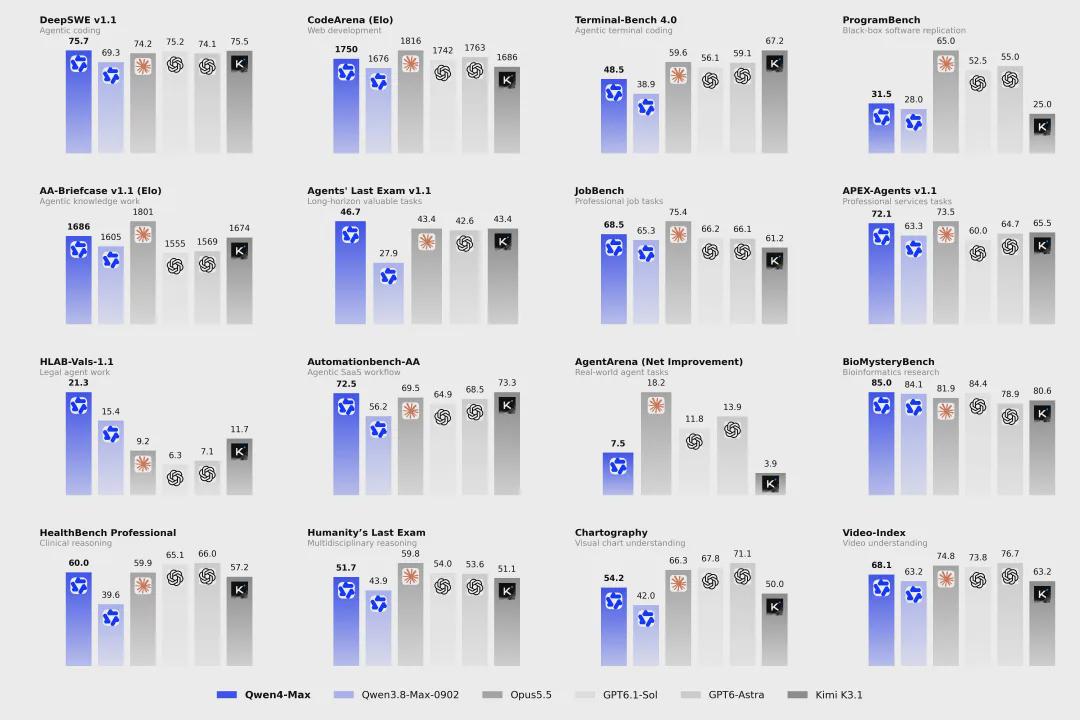 DeepSWE v1.1
Agentic coding
75.7
69.3
74.2
75.2
74.1
75.5
CodeArena (Elo)
Web development
1750
1676
1816
1742
1763
1686
Terminal-Bench 4.0
Agentic terminal coding
48.5
38.9
59.6
56.1
59.1
67.2
ProgramBench
Black-box software replication
31.5
28.0
65.0
52.5
55.0
25.0
AA-Briefcase v1.1 (Elo)
Agentic knowledge work
1686
1605
1801
1555
1569
1674
Agents' Last Exam v1.1
Long-horizon valuable tasks
46.7
27.9
43.4
42.6
43.4
JobBench
Professional job tasks
68.5
65.3
75.4
66.2
66.1
61.2
APEX-Agents v1.1
Professional services tasks
72.1
63.3
73.5
60.0
64.7
65.5
HLAB-Vals-1.1
Legal agent work
21.3
15.4
9.2
6.3
7.1
11.7
Automationbench-AA
Agentic SaaS workflow
72.5
56.2
69.5
64.9
68.5
73.3
AgentArena (Net Improvement)
Real-world agent tasks
7.5
18.2
11.8
13.9
3.9
BioMysteryBench
Bioinformatics research
85.0
84.1
81.9
84.4
78.9
80.6
HealthBench Professional
Clinical reasoning
60.0
39.6
59.9
65.1
66.0
57.2
Humanity’s Last Exam
Multidisciplinary reasoning
51.7
43.9
59.8
54.0
53.6
51.1
Chartography
Visual chart understanding
54.2
42.0
66.3
67.8
71.1
50.0
Video-Index
Video understanding
68.1
63.2
74.8
73.8
76.7
63.2
Qwen4-Max
Qwen3.8-Max-0902
Opus5.5
GPT6.1-Sol
GPT6-Astra
Kimi K3.1